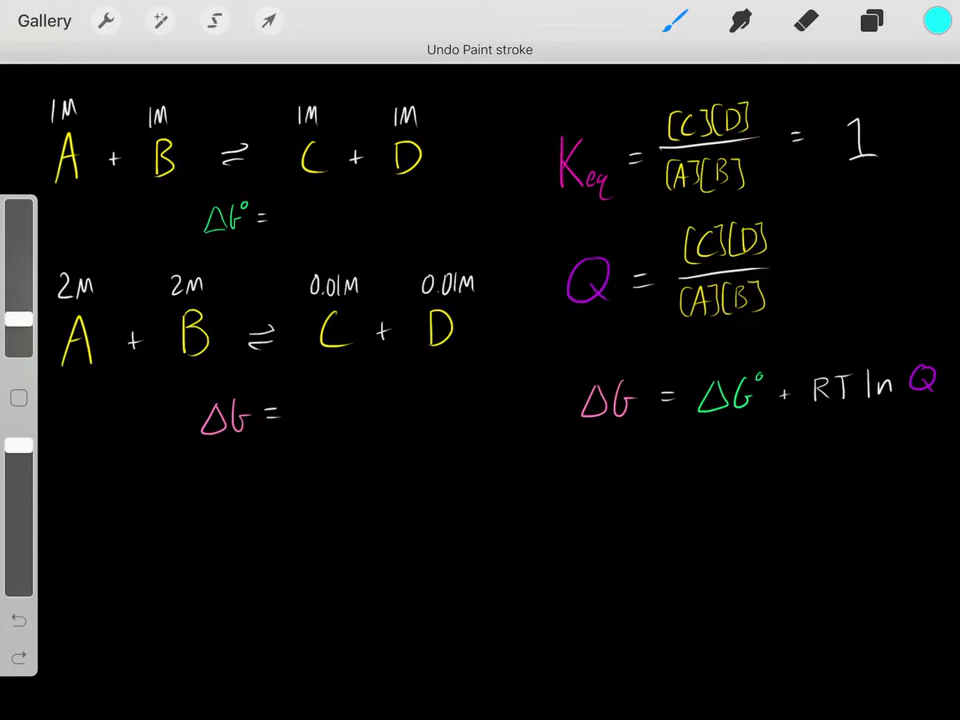 Gallery
Undo Paint stroke
1M 1M 1M 1M
A + B ⇌ C + D
ΔG° =
2M 2M 0.01M 0.01M
A + B ⇌ C + D
ΔG =
Keq = [C][D] / [A][B] = 1
Q = [C][D] / [A][B]
ΔG = ΔG° + RT ln Q